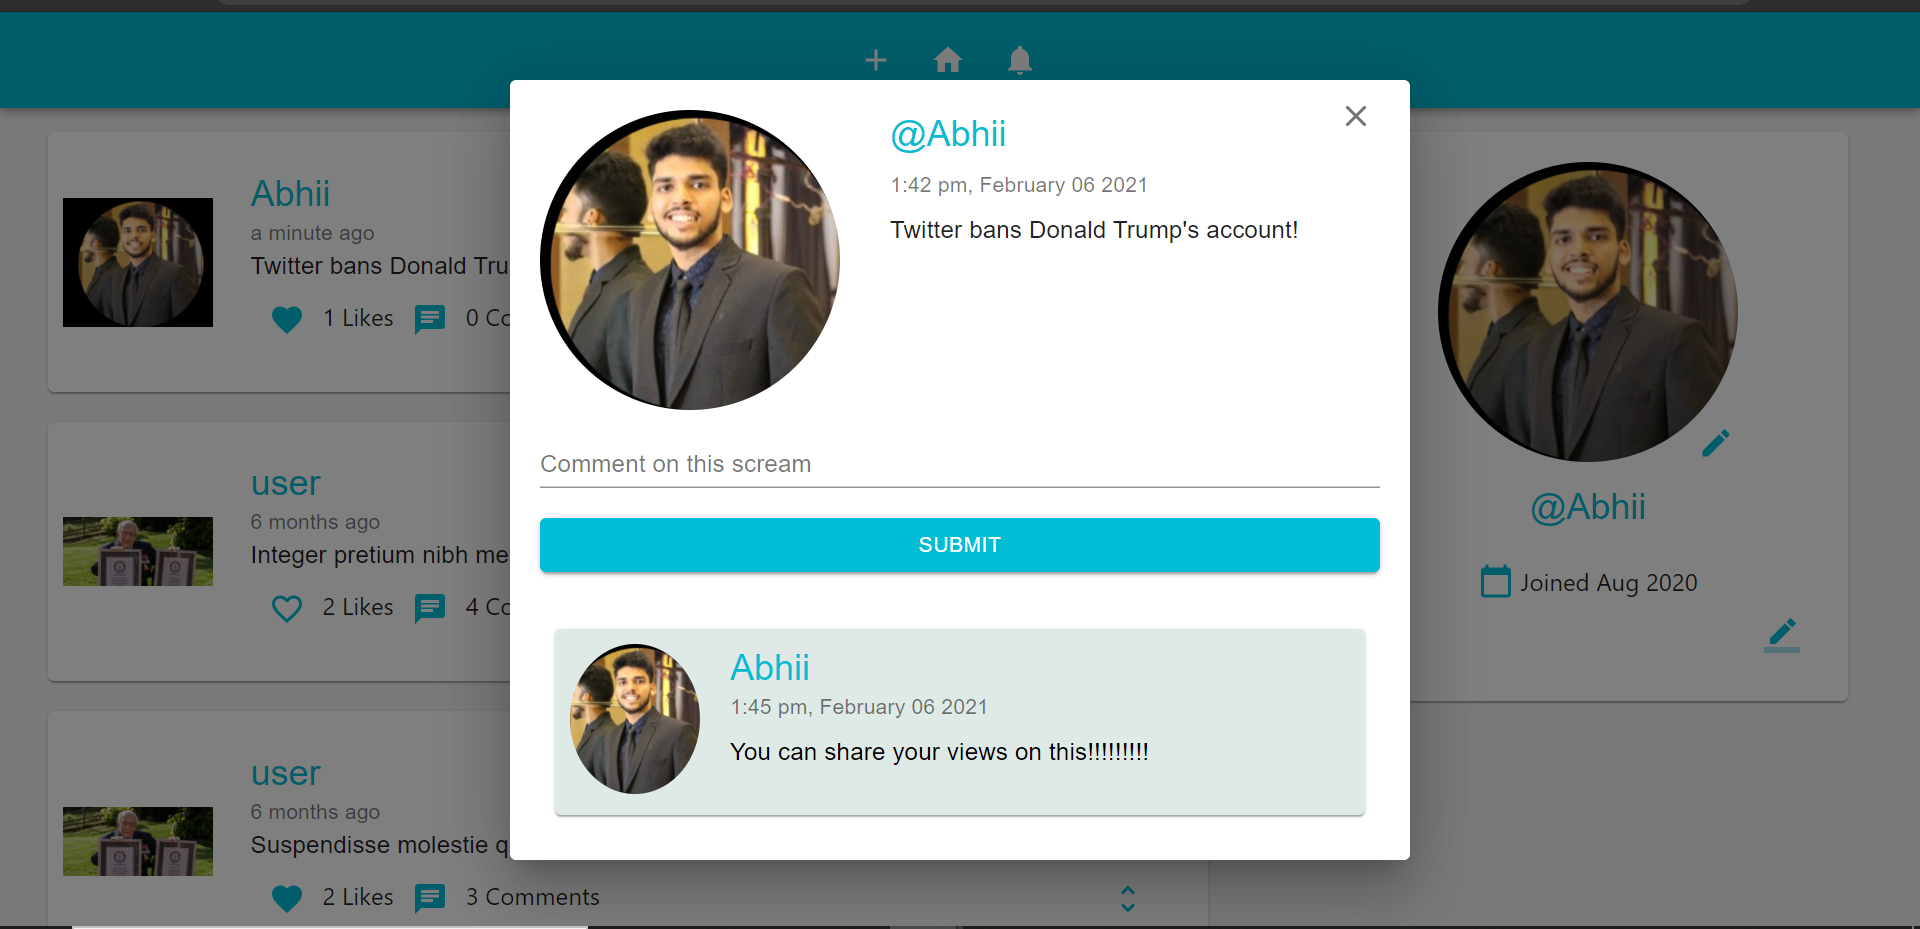 Abhii
a minute ago
Twitter bans Donald Tru
1 Likes
0 Co
user
6 months ago
Integer pretium nibh me
2 Likes
4 Co
user
6 months ago
Suspendisse molestie q
2 Likes
3 Comments
@Abhii
1:42 pm, February 06 2021
Twitter bans Donald Trump's account!
Comment on this scream
SUBMIT
Abhii
1:45 pm, February 06 2021
You can share your views on this!!!!!!!!!
@Abhii
Joined Aug 2020